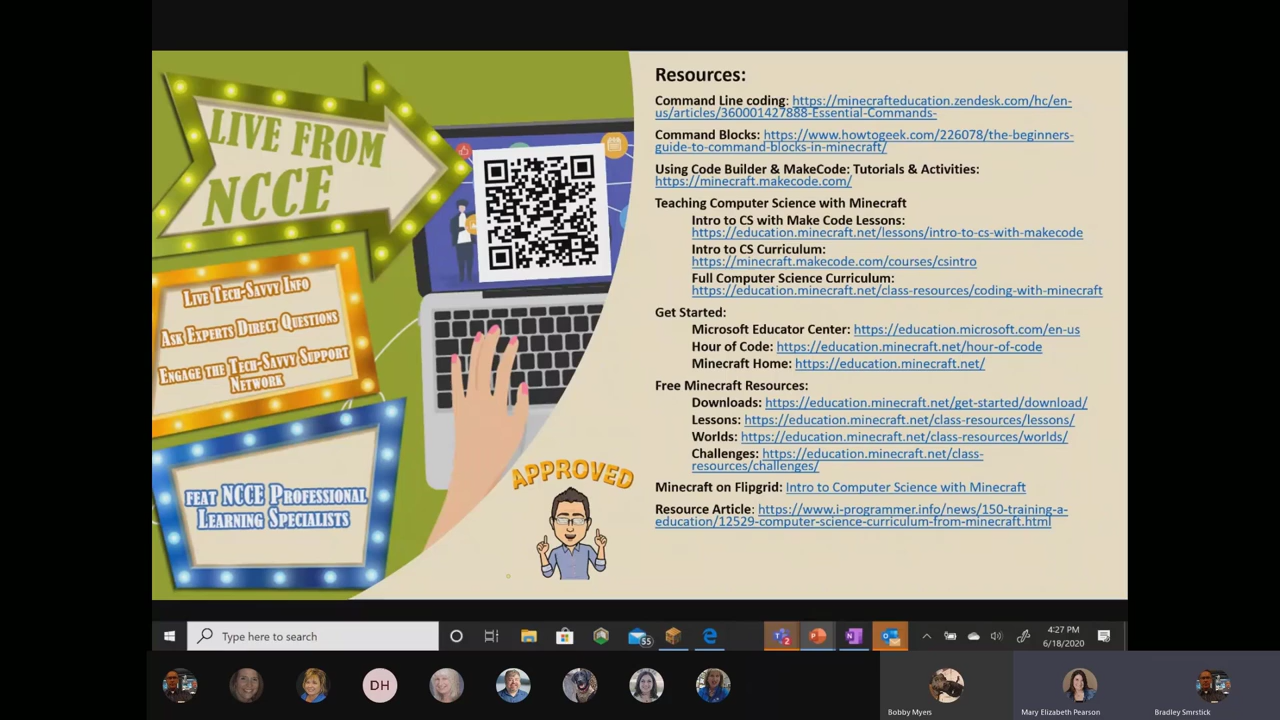 LIVE FROM
NCCE
LIVE TECH-SAVVY INFO
ASK EXPERTS DIRECT QUESTIONS
ENGAGE THE TECH-SAVVY SUPPORT
NETWORK
FEAT NCCE PROFESSIONAL
LEARNING SPECIALISTS
APPROVED
Resources:
Command Line coding: https://minecrafteducation.zendesk.com/hc/en-
us/articles/360001427888-Essential-Commands-
Command Blocks: https://www.howtogeek.com/226078/the-beginners-
guide-to-command-blocks-in-minecraft/
Using Code Builder & MakeCode: Tutorials & Activities:
https://minecraft.makecode.com/
Teaching Computer Science with Minecraft
Intro to CS with Make Code Lessons:
https://education.minecraft.net/lessons/intro-to-cs-with-makecode
Intro to CS Curriculum:
https://minecraft.makecode.com/courses/csintro
Full Computer Science Curriculum:
https://education.minecraft.net/class-resources/coding-with-minecraft
Get Started:
Microsoft Educator Center: https://education.microsoft.com/en-us
Hour of Code: https://education.minecraft.net/hour-of-code
Minecraft Home: https://education.minecraft.net/
Free Minecraft Resources:
Downloads: https://education.minecraft.net/get-started/download/
Lessons: https://education.minecraft.net/class-resources/lessons/
Worlds: https://education.minecraft.net/class-resources/worlds/
Challenges: https://education.minecraft.net/class-
resources/challenges/
Minecraft on Flipgrid: Intro to Computer Science with Minecraft
Resource Article: https://www.i-programmer.info/news/150-training-a-
education/12529-computer-science-curriculum-from-minecraft.html
Type here to search
55
2
4:27 PM
6/18/2020
DH
Bobby Myers
Mary Elizabeth Pearson
Bradley Smrstick